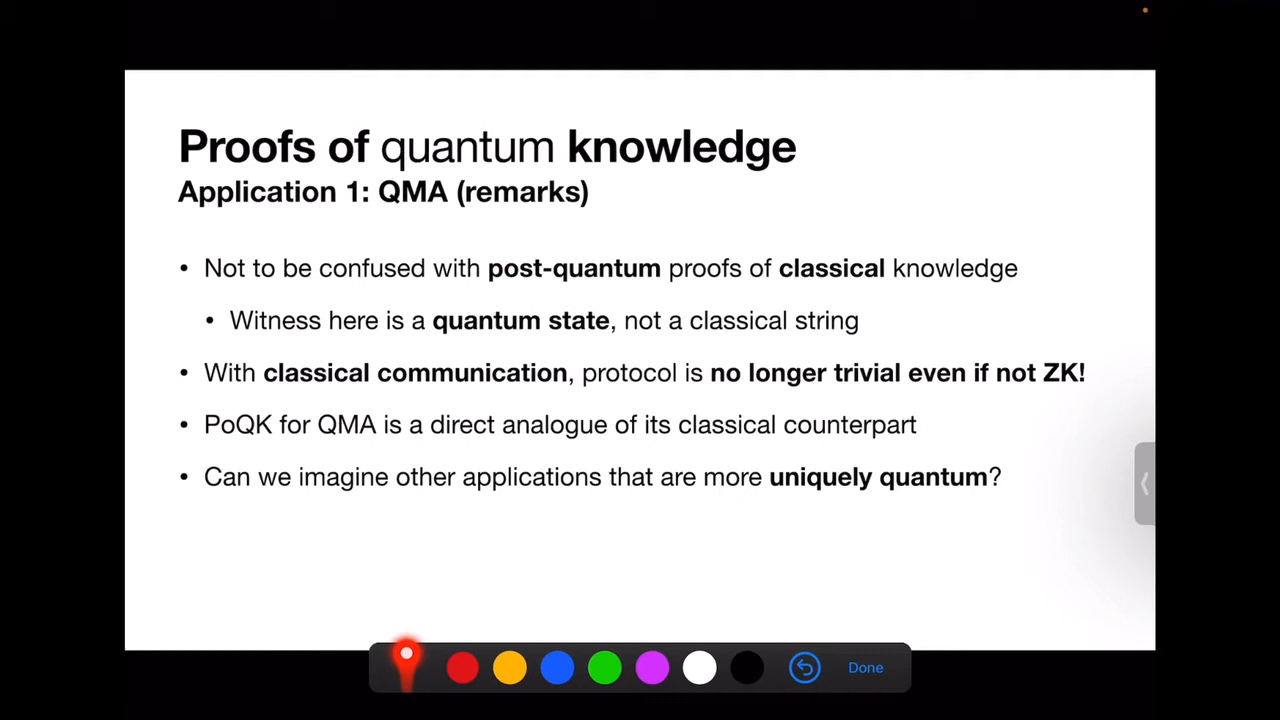 Proofs of quantum knowledge
Application 1: QMA (remarks)
• Not to be confused with post-quantum proofs of classical knowledge
• Witness here is a quantum state, not a classical string
• With classical communication, protocol is no longer trivial even if not ZK!
• PoQK for QMA is a direct analogue of its classical counterpart
• Can we imagine other applications that are more uniquely quantum?
Done